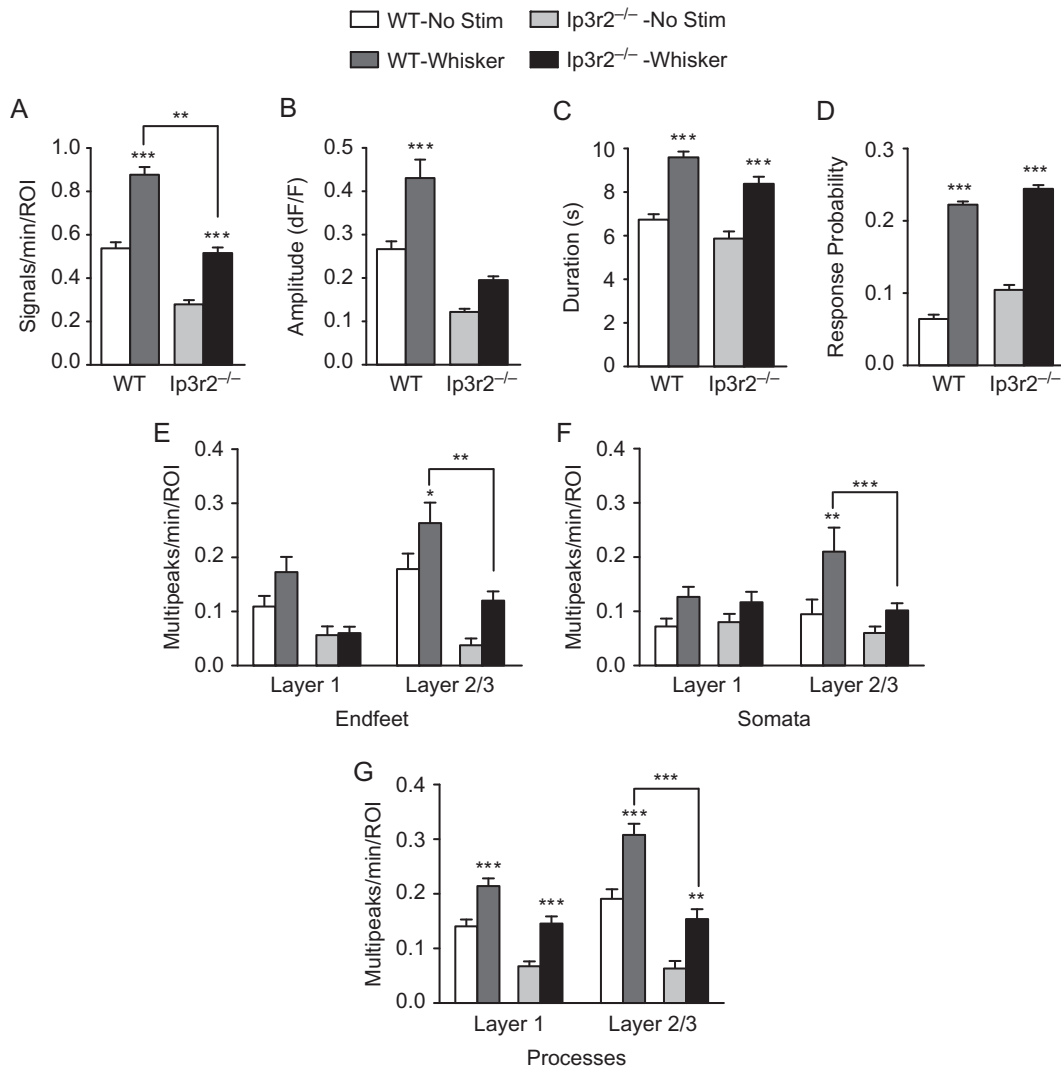 WT-No Stim Ip3r2⁻/⁻ -No Stim
WT-Whisker Ip3r2⁻/⁻ -Whisker
A
Signals/min/ROI
1.0
0.8
0.6
0.4
0.2
0.0
***
**
***
WT Ip3r2⁻/⁻
B
Amplitude (dF/F)
0.5
0.4
0.3
0.2
0.1
0.0
***
WT Ip3r2⁻/⁻
C
Duration (s)
10
8
6
4
2
0
***
***
WT Ip3r2⁻/⁻
D
Response Probability
0.3
0.2
0.1
0.0
***
***
WT Ip3r2⁻/⁻
E
Multipeaks/min/ROI
0.4
0.3
0.2
0.1
0.0
**
*
Layer 1 Layer 2/3
Endfeet
F
Multipeaks/min/ROI
0.4
0.3
0.2
0.1
0.0
***
**
Layer 1 Layer 2/3
Somata
G
Multipeaks/min/ROI
0.4
0.3
0.2
0.1
0.0
***
***
***
***
**
Layer 1 Layer 2/3
Processes